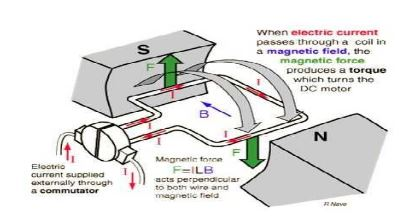 When electric current
passes through a coil in
a magnetic field, the
magnetic force
produces a torque
which turns the
DC motor
S
F
I
I
B
I
I
I
N
F
I
I
Electric
current supplied
externally through
a commutator
Magnetic force
F=ILB
acts perpendicular
to both wire and
magnetic field
R Nave